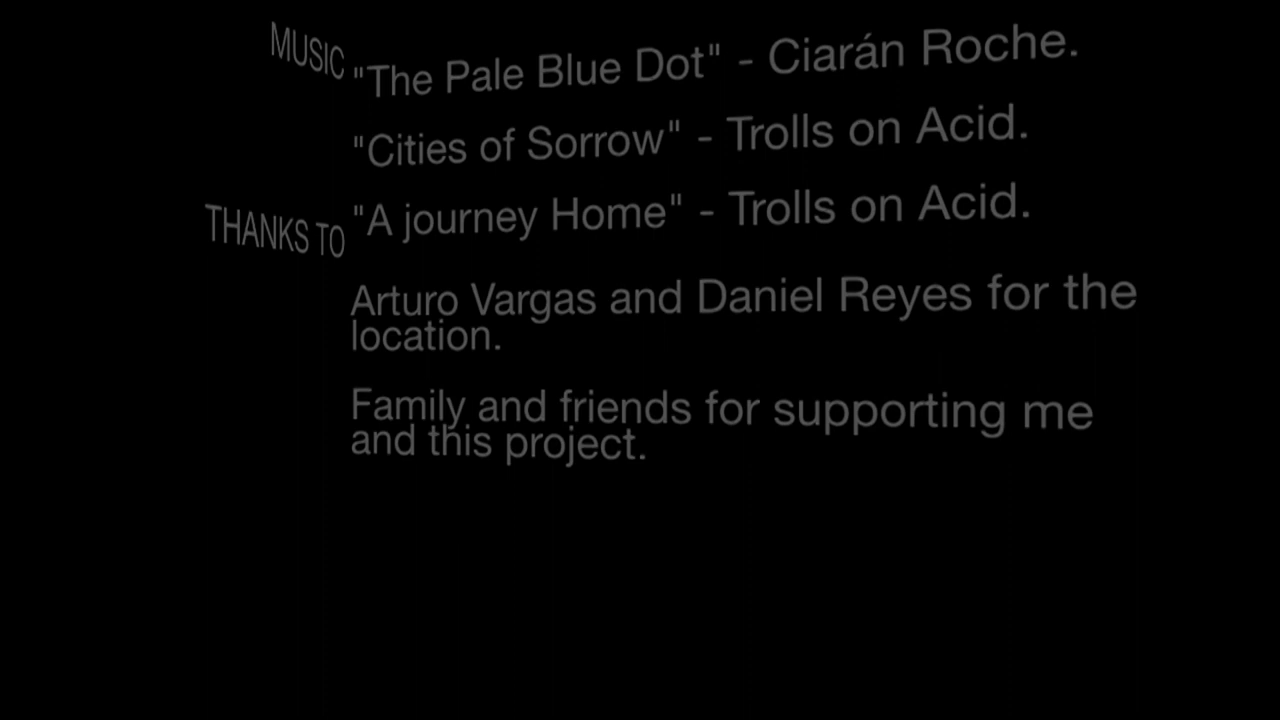 MUSIC
"The Pale Blue Dot" - Ciarán Roche.
"Cities of Sorrow" - Trolls on Acid.
"A journey Home" - Trolls on Acid.
THANKS TO
Arturo Vargas and Daniel Reyes for the
location.
Family and friends for supporting me
and this project.